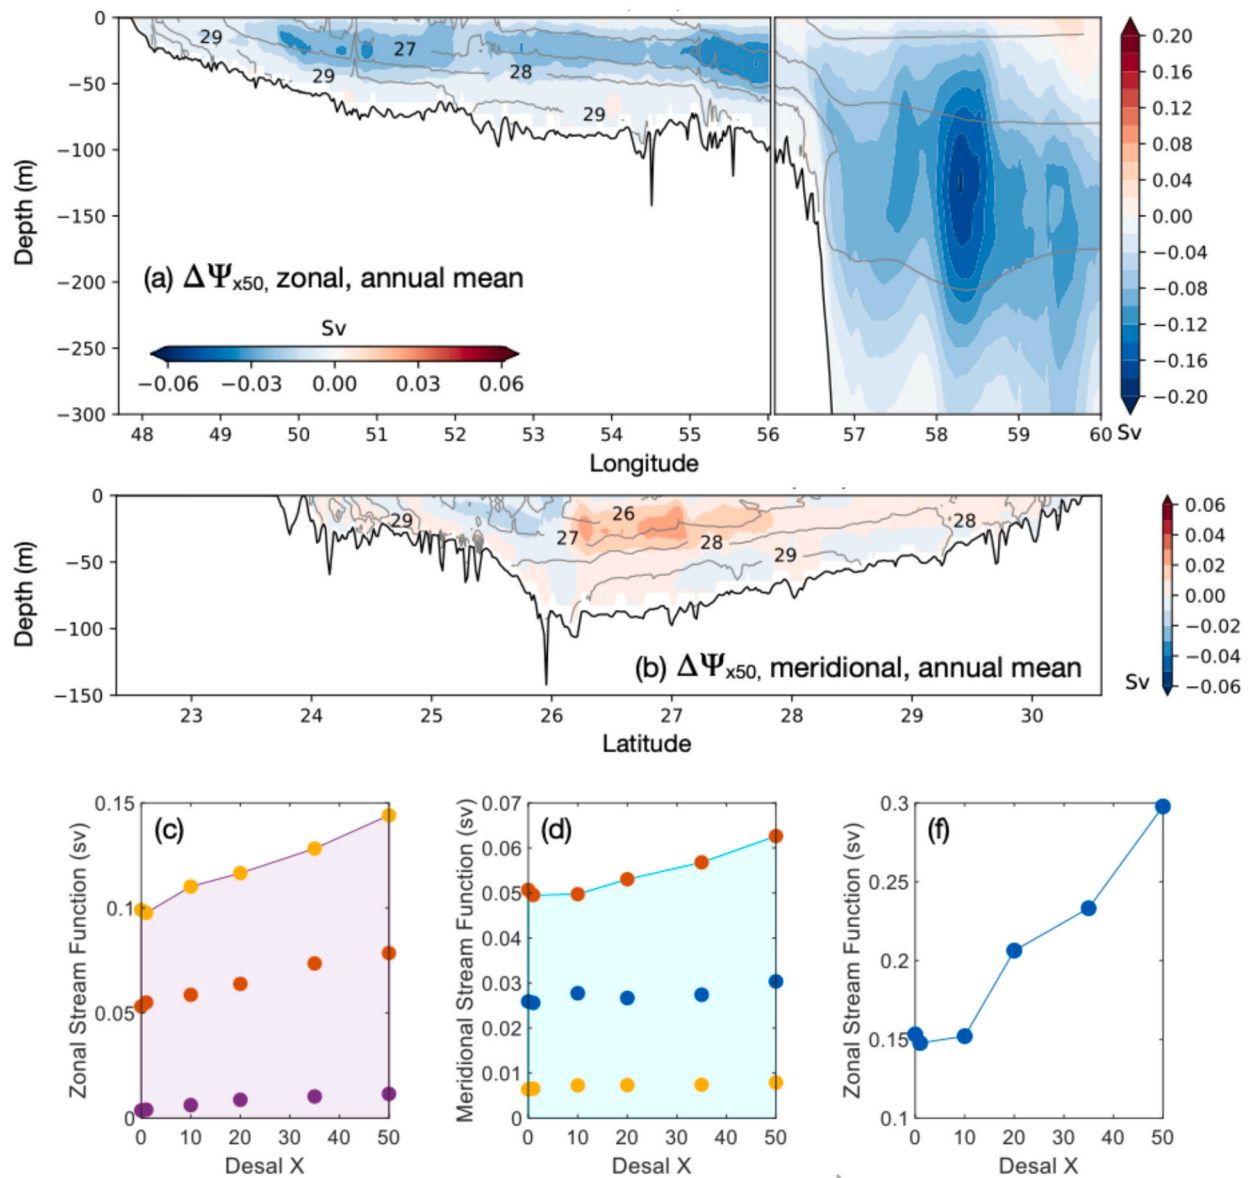 0
−50
−100
−150
−200
−250
−300
Depth (m)
29
27
29
28
29
(a) ΔΨx50, zonal, annual mean
Sv
−0.06 −0.03 0.00 0.03 0.06
48 49 50 51 52 53 54 55 56 57 58 59 60
Longitude
0.20
0.16
0.12
0.08
0.04
0.00
−0.04
−0.08
−0.12
−0.16
−0.20
Sv
0
−50
−100
−150
Depth (m)
29
26
27
28
29
28
(b) ΔΨx50, meridional, annual mean
23 24 25 26 27 28 29 30
Latitude
0.06
0.04
0.02
0.00
−0.02
−0.04
−0.06
Sv
(c)
Zonal Stream Function (sv)
0.15
0.1
0.05
0
0 10 20 30 40 50
Desal X
(d)
Meridional Stream Function (sv)
0.07
0.06
0.05
0.04
0.03
0.02
0.01
0
0 10 20 30 40 50
Desal X
(f)
Zonal Stream Function (sv)
0.3
0.25
0.2
0.15
0.1
0 10 20 30 40 50
Desal X